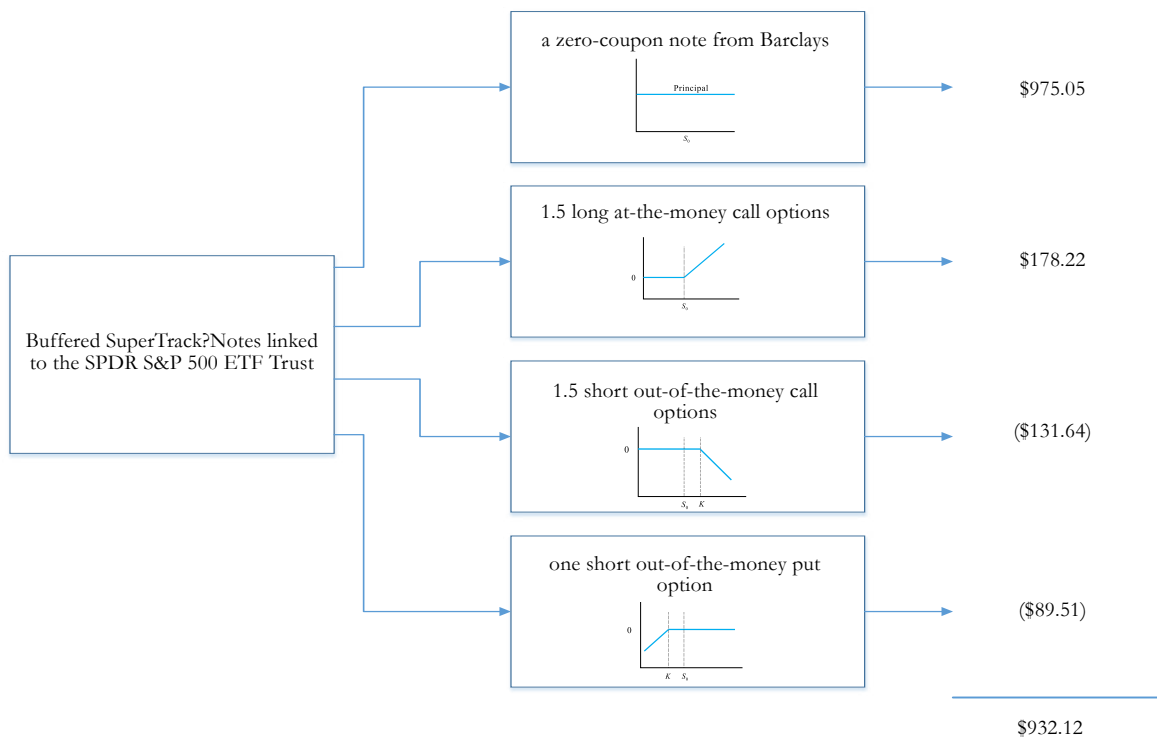 a zero-coupon note from Barclays
Principal
S₀
$975.05
1.5 long at-the-money call options
0
S₀
$178.22
Buffered SuperTrack?Notes linked
to the SPDR S&P 500 ETF Trust
1.5 short out-of-the-money call
options
0
S₀ K
($131.64)
one short out-of-the-money put
option
0
K S₀
($89.51)
$932.12